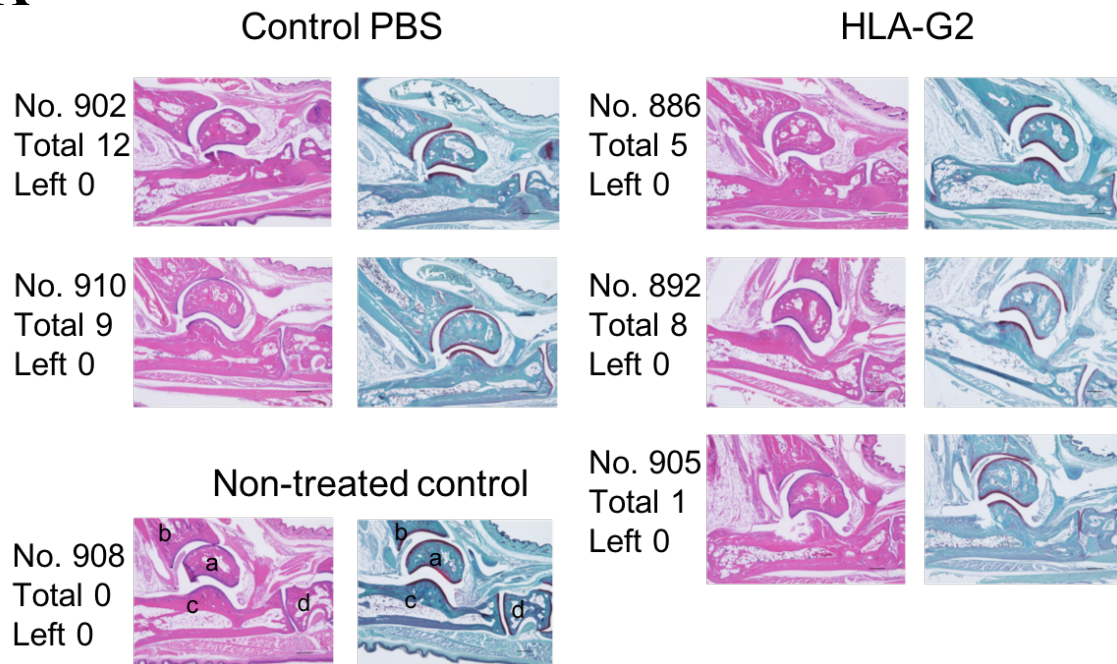 Control PBS
HLA-G2
No. 902
Total 12
Left 0
No. 886
Total 5
Left 0
No. 910
Total 9
Left 0
No. 892
Total 8
Left 0
No. 905
Total 1
Left 0
Non-treated control
No. 908
Total 0
Left 0
b
a
c
d
b
a
c
d